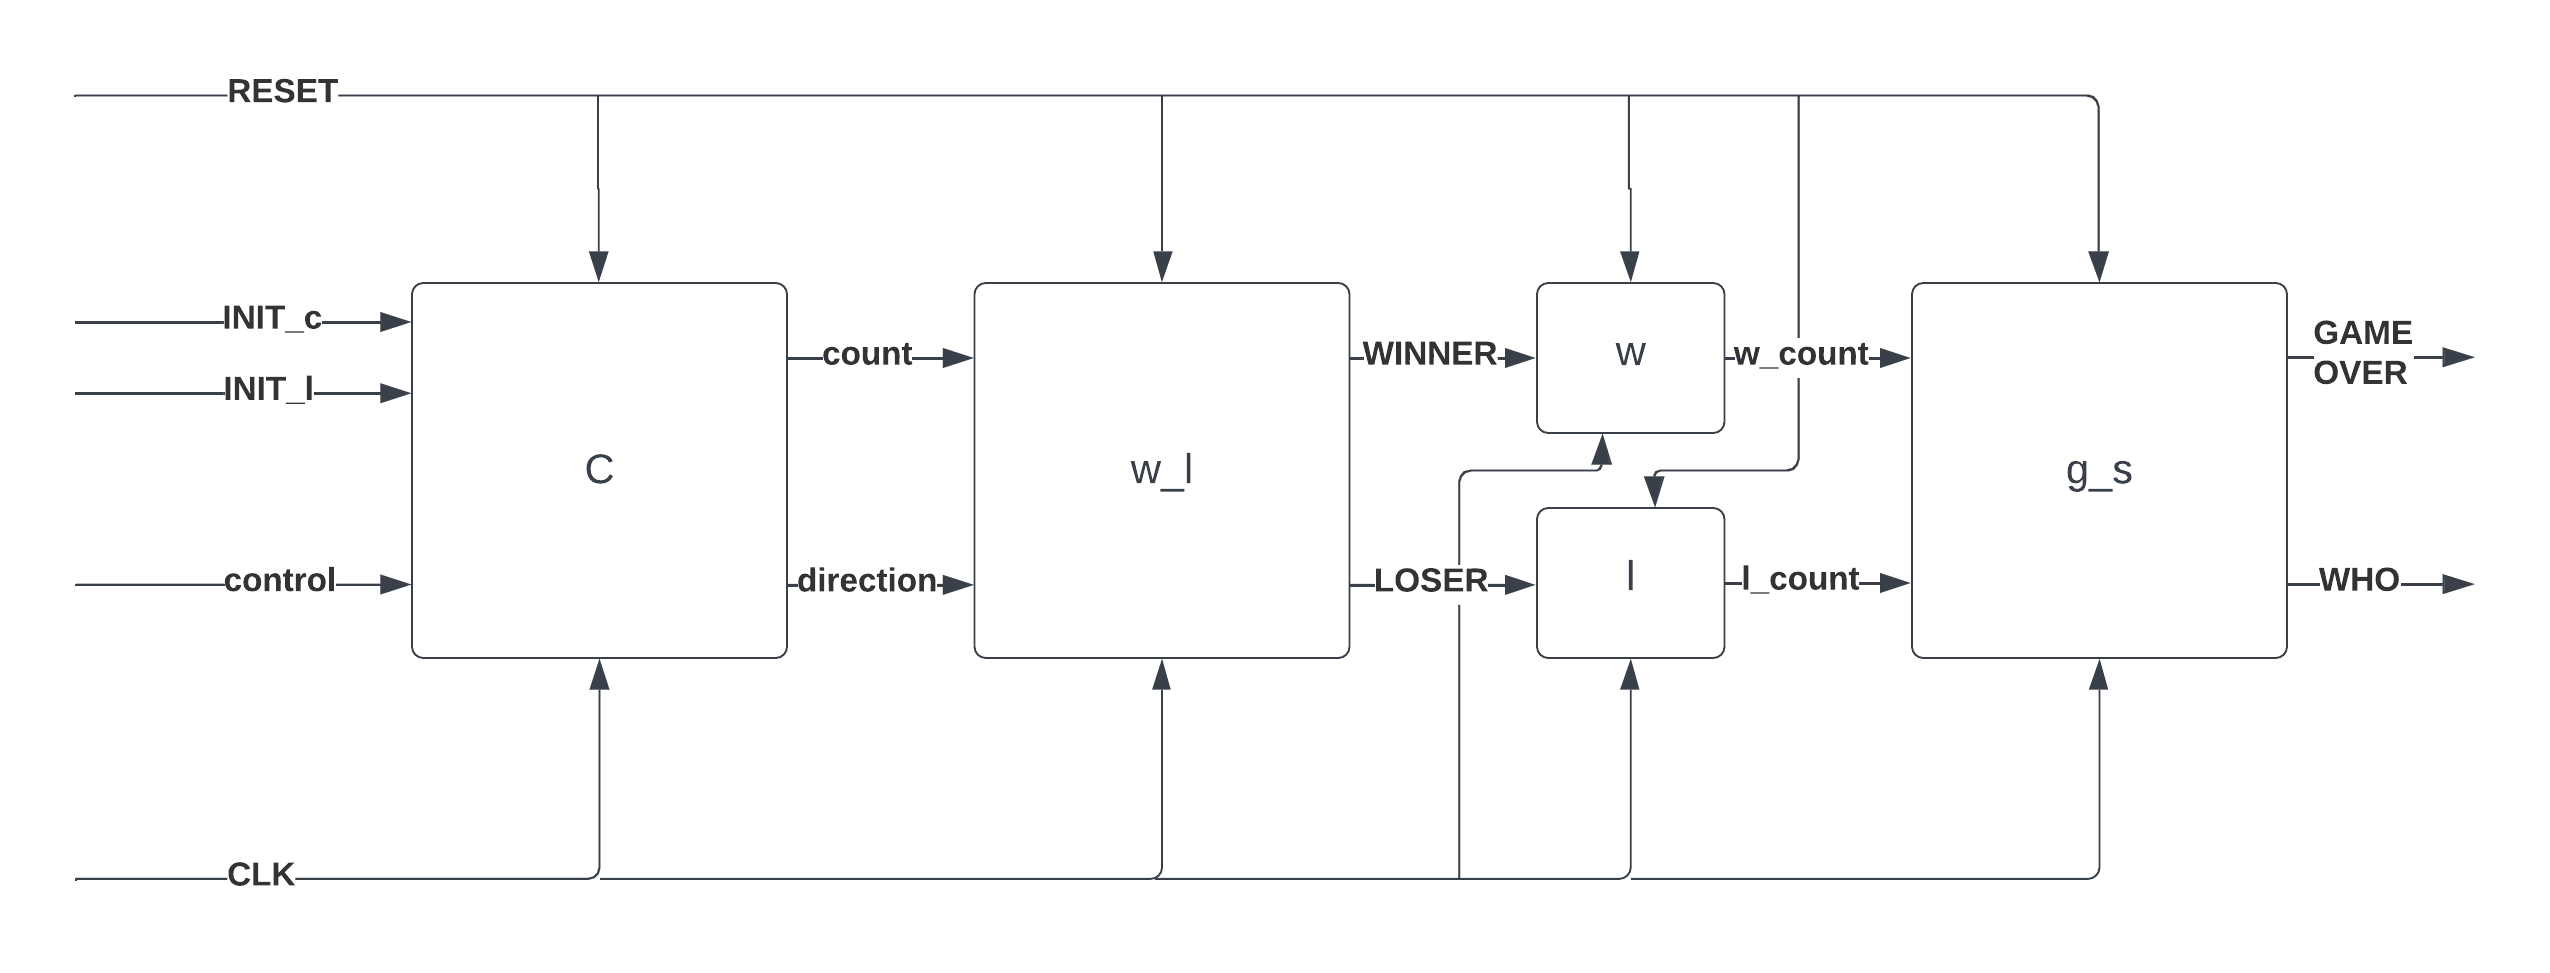 RESET
INIT_c
INIT_l
control
CLK
C
count
direction
w_l
WINNER
LOSER
w
l
w_count
l_count
g_s
GAME
OVER
WHO